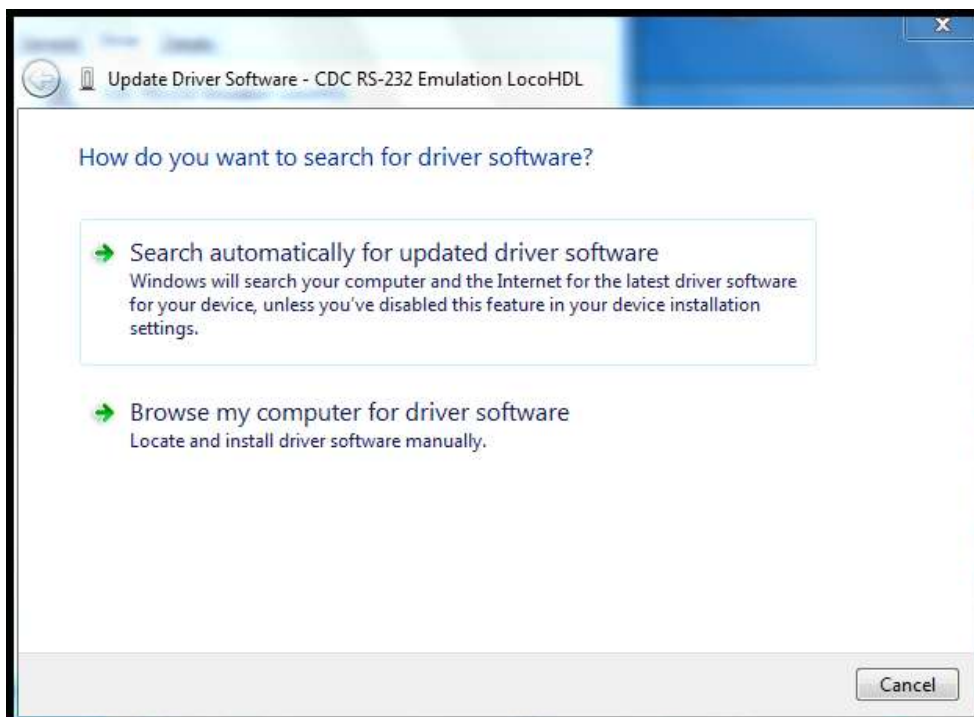 Update Driver Software - CDC RS-232 Emulation LocoHDL
How do you want to search for driver software?
Search automatically for updated driver software
Windows will search your computer and the Internet for the latest driver software
for your device, unless you've disabled this feature in your device installation
settings.
Browse my computer for driver software
Locate and install driver software manually.
Cancel